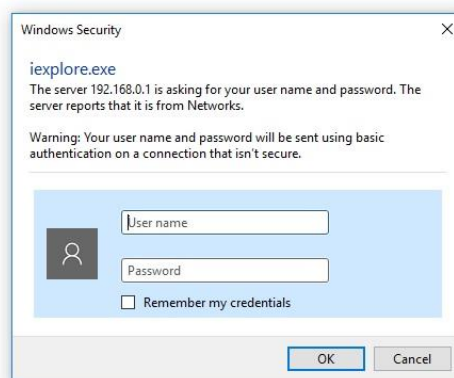 Windows Security
iexplore.exe
The server 192.168.0.1 is asking for your user name and password. The
server reports that it is from Networks.
Warning: Your user name and password will be sent using basic
authentication on a connection that isn't secure.
User name
Password
Remember my credentials
OK Cancel